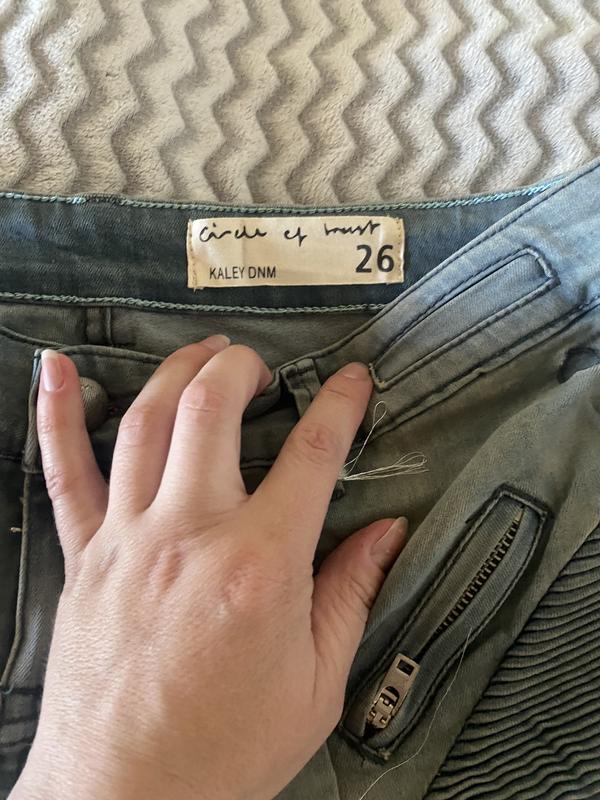 Circle of trust
26
KALEY DNM